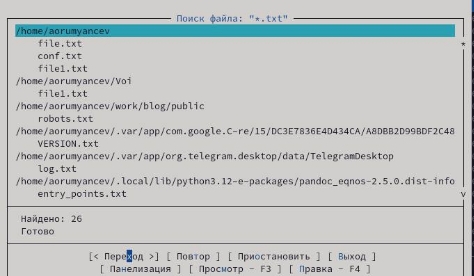 Поиск файла: "*.txt"
/home/aorumyancev
file.txt
conf.txt
file1.txt
/home/aorumyancev/Voi
file1.txt
/home/aorumyancev/work/blog/public
robots.txt
/home/aorumyancev/.var/app/com.google.C~re/15/DC3E7836E4D434CA/A8DBB2D99BDF2C48
VERSION.txt
/home/aorumyancev/.var/app/org.telegram.desktop/data/TelegramDesktop
log.txt
/home/aorumyancev/.local/lib/python3.12~e-packages/pandoc_eqnos-2.5.0.dist-info
entry_points.txt
Найдено: 26
Готово
[< Переход >] [ Повтор ] [ Приостановить ] [ Выход ]
[ Панелизация ] [ Просмотр - F3 ] [ Правка - F4 ]